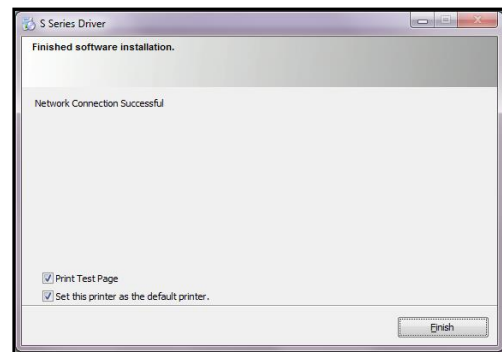 S Series Driver
Finished software installation.
Network Connection Successful
Print Test Page
Set this printer as the default printer.
Finish